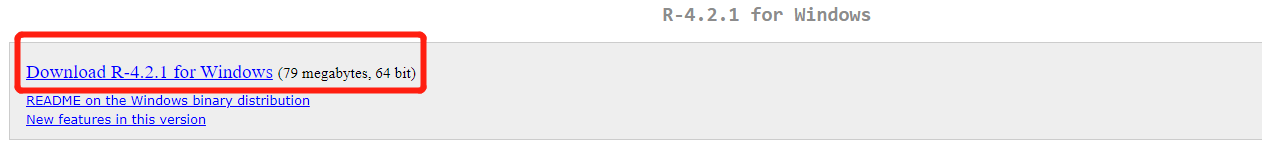 R-4.2.1 for Windows
Download R-4.2.1 for Windows (79 megabytes, 64 bit)
README on the Windows binary distribution
New features in this version